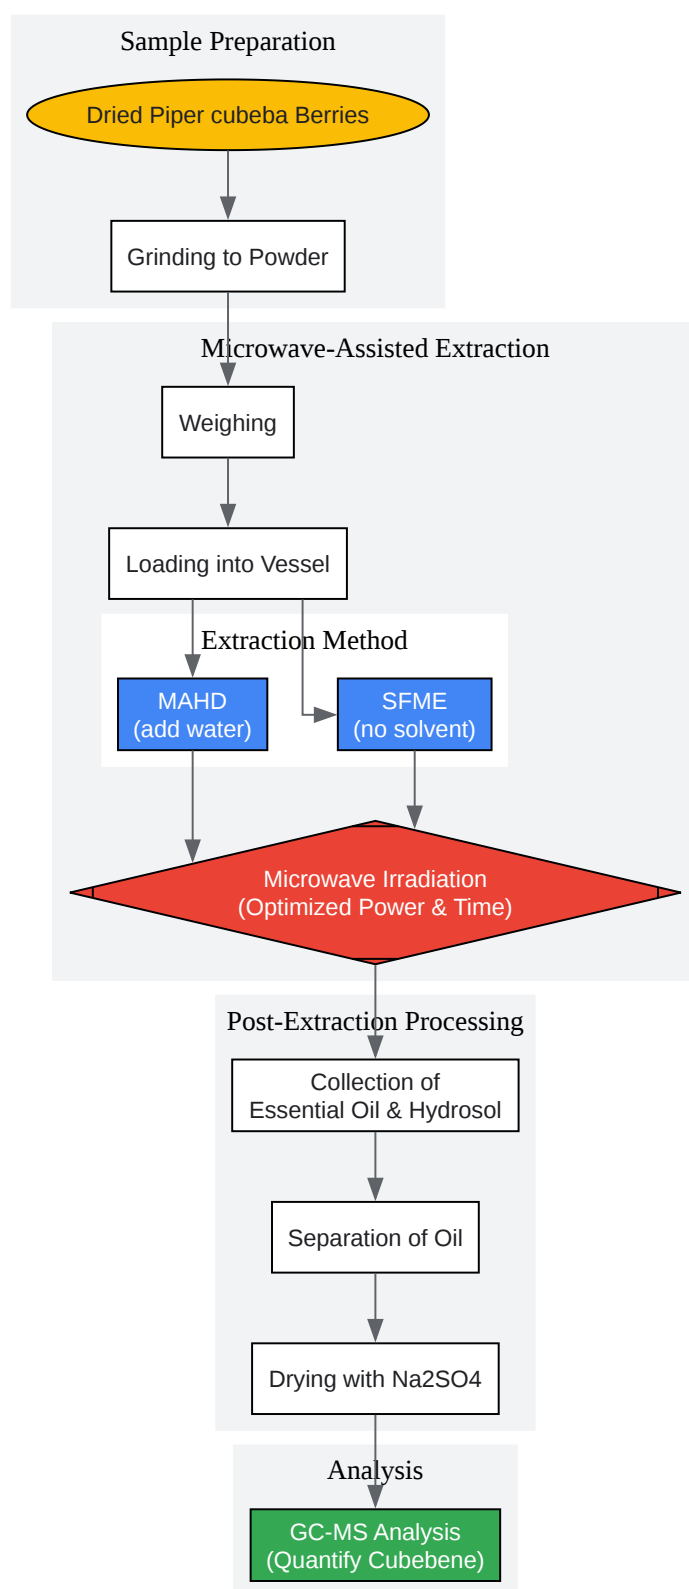 Sample Preparation
Dried Piper cubeba Berries
Grinding to Powder
Microwave-Assisted Extraction
Weighing
Loading into Vessel
Extraction Method
MAHD
(add water)
SFME
(no solvent)
Microwave Irradiation
(Optimized Power & Time)
Post-Extraction Processing
Collection of
Essential Oil & Hydrosol
Separation of Oil
Drying with Na2SO4
Analysis
GC-MS Analysis
(Quantify Cubebene)